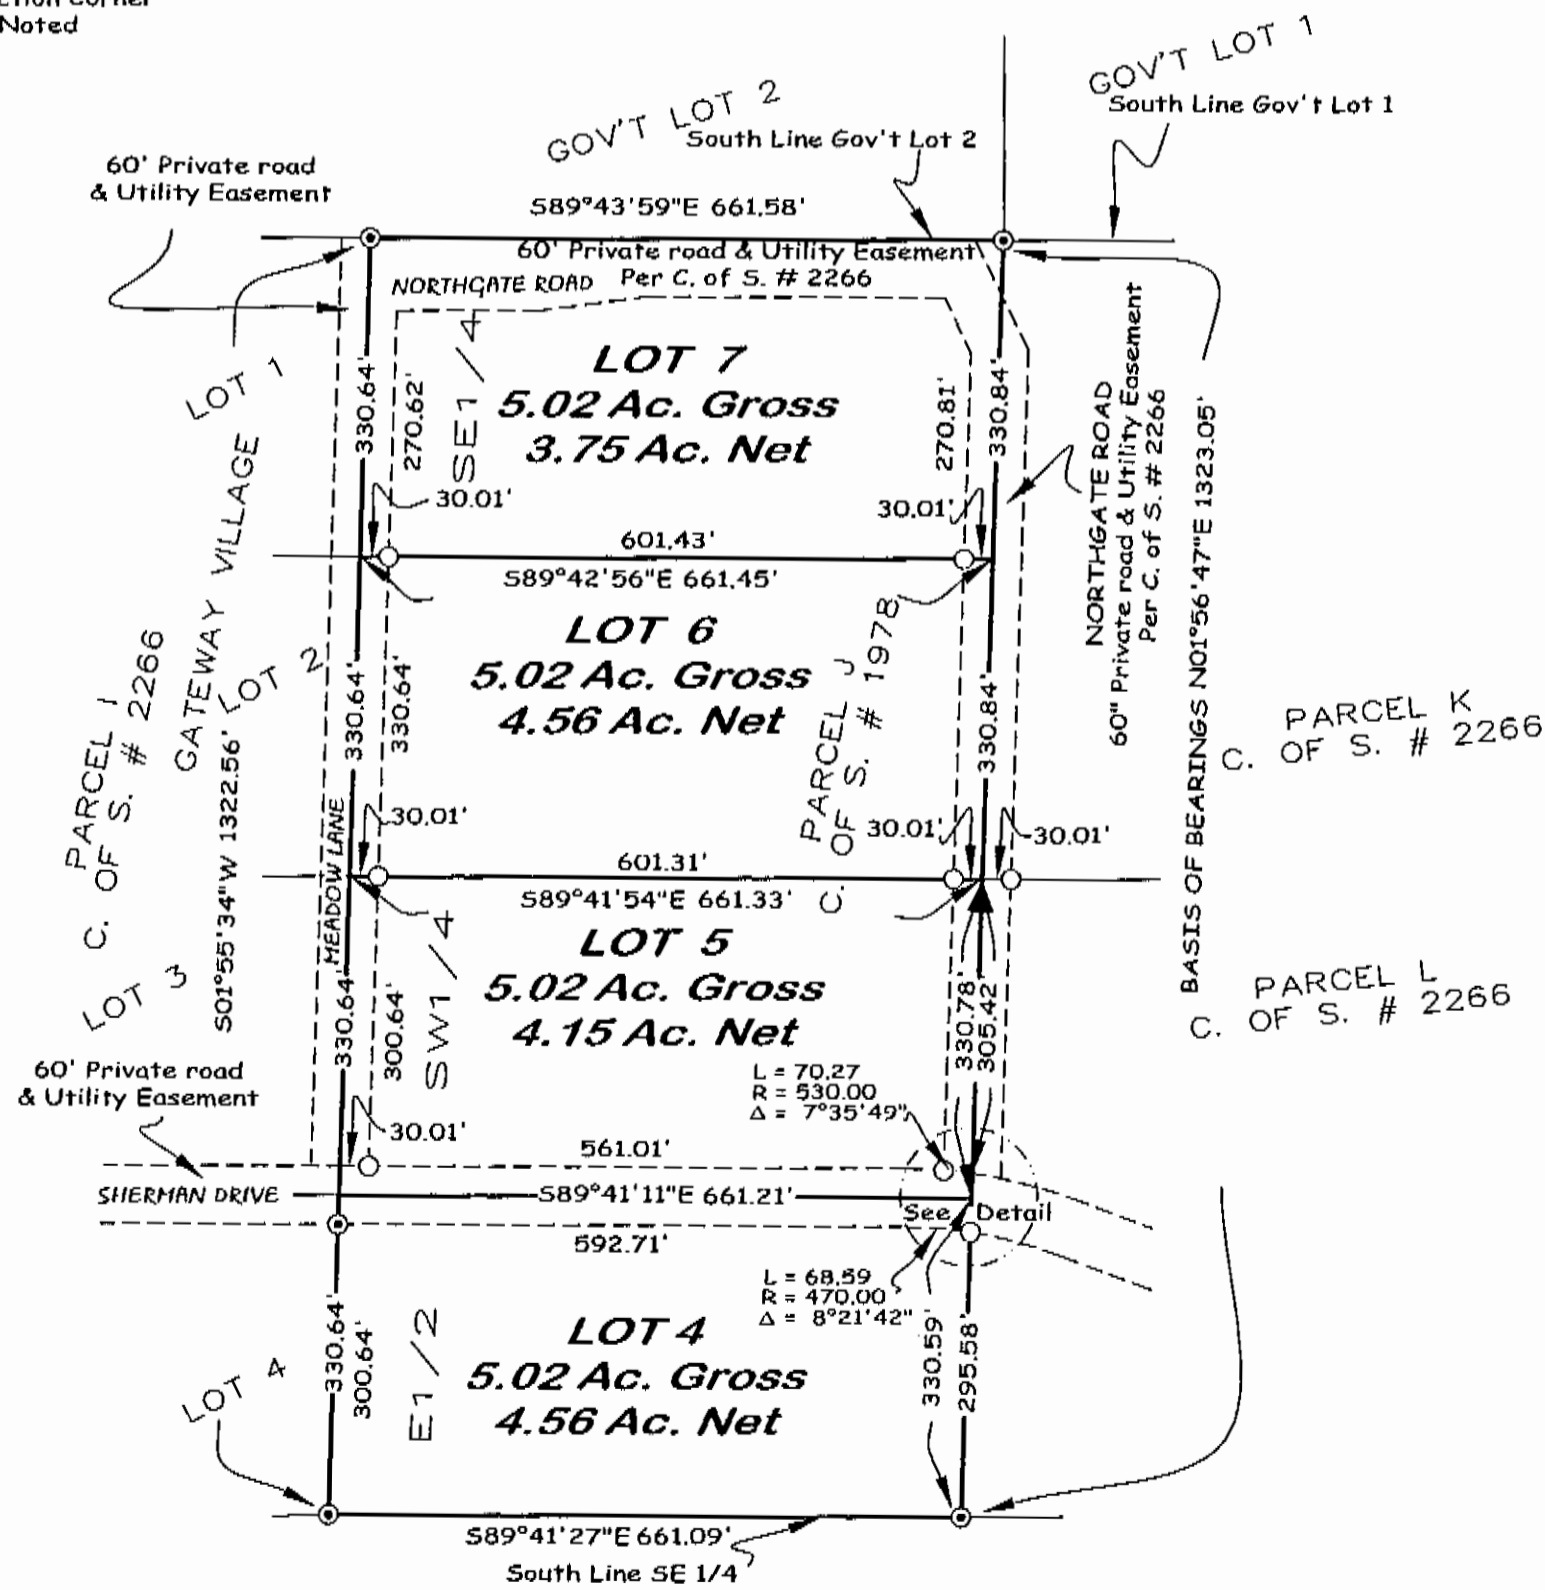 Noted
GOV'T LOT 1
South Line Gov't Lot 1
GOV'T LOT 2
South Line Gov't Lot 2
60' Private road
& Utility Easement
S89°43'59"E 661.58'
60' Private road & Utility Easement
NORTHGATE ROAD Per C. of S. # 2266
LOT 7
5.02 Ac. Gross
3.75 Ac. Net
330.64'
270.62'
SE1/4
270.81'
330.84'
30.01'
30.01'
LOT 1
GATEWAY VILLAGE
NORTHGATE ROAD
60" Private road & Utility Easement
Per C. of S. # 2266
BASIS OF BEARINGS N01°56'47"E 1323.05'
601.43'
S89°42'56"E 661.45'
LOT 6
5.02 Ac. Gross
4.56 Ac. Net
330.64'
330.64'
330.84'
PARCEL J
C. OF S. # 1978
LOT 2
PARCEL I
C. OF S. # 2266
S01°55'34"W 1322.56'
PARCEL K
C. OF S. # 2266
30.01'
30.01'
30.01'
601.31'
S89°41'54"E 661.33'
MEADOW LANE
LOT 5
5.02 Ac. Gross
4.15 Ac. Net
330.64'
300.64'
SW1/4
330.78'
305.42'
LOT 3
PARCEL L
C. OF S. # 2266
60' Private road
& Utility Easement
L = 70.27
R = 530.00
Δ = 7°35'49"
30.01'
561.01'
SHERMAN DRIVE
S89°41'11"E 661.21'
See Detail
592.71'
L = 68.59
R = 470.00
Δ = 8°21'42"
LOT 4
5.02 Ac. Gross
4.56 Ac. Net
330.64'
300.64'
E1/2
330.59'
295.58'
LOT 4
S89°41'27"E 661.09'
South Line SE 1/4